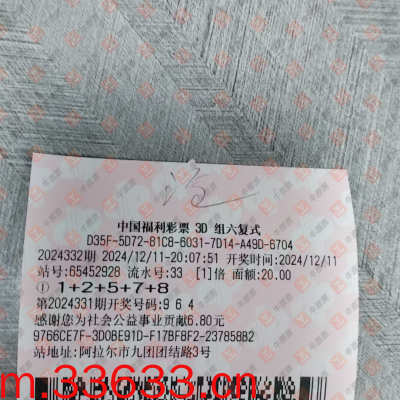 中国福利彩票 3D 组六复式
D35F-5D72-81C8-6031-7D14-A49D-6704
2024332期 2024/12/11-20:07:51 开奖时间:2024/12/11
站号:65452928 流水号:33 [1]倍 面额:20.00
① 1+2+5+7+8
第2024331期开奖号码:9 6 4
感谢您为社会公益事业贡献6.80元
9766CE7F-3D0BE91D-F17BF8F2-237858B2
站地址:阿拉尔市九团团结路3号
m.33633.com